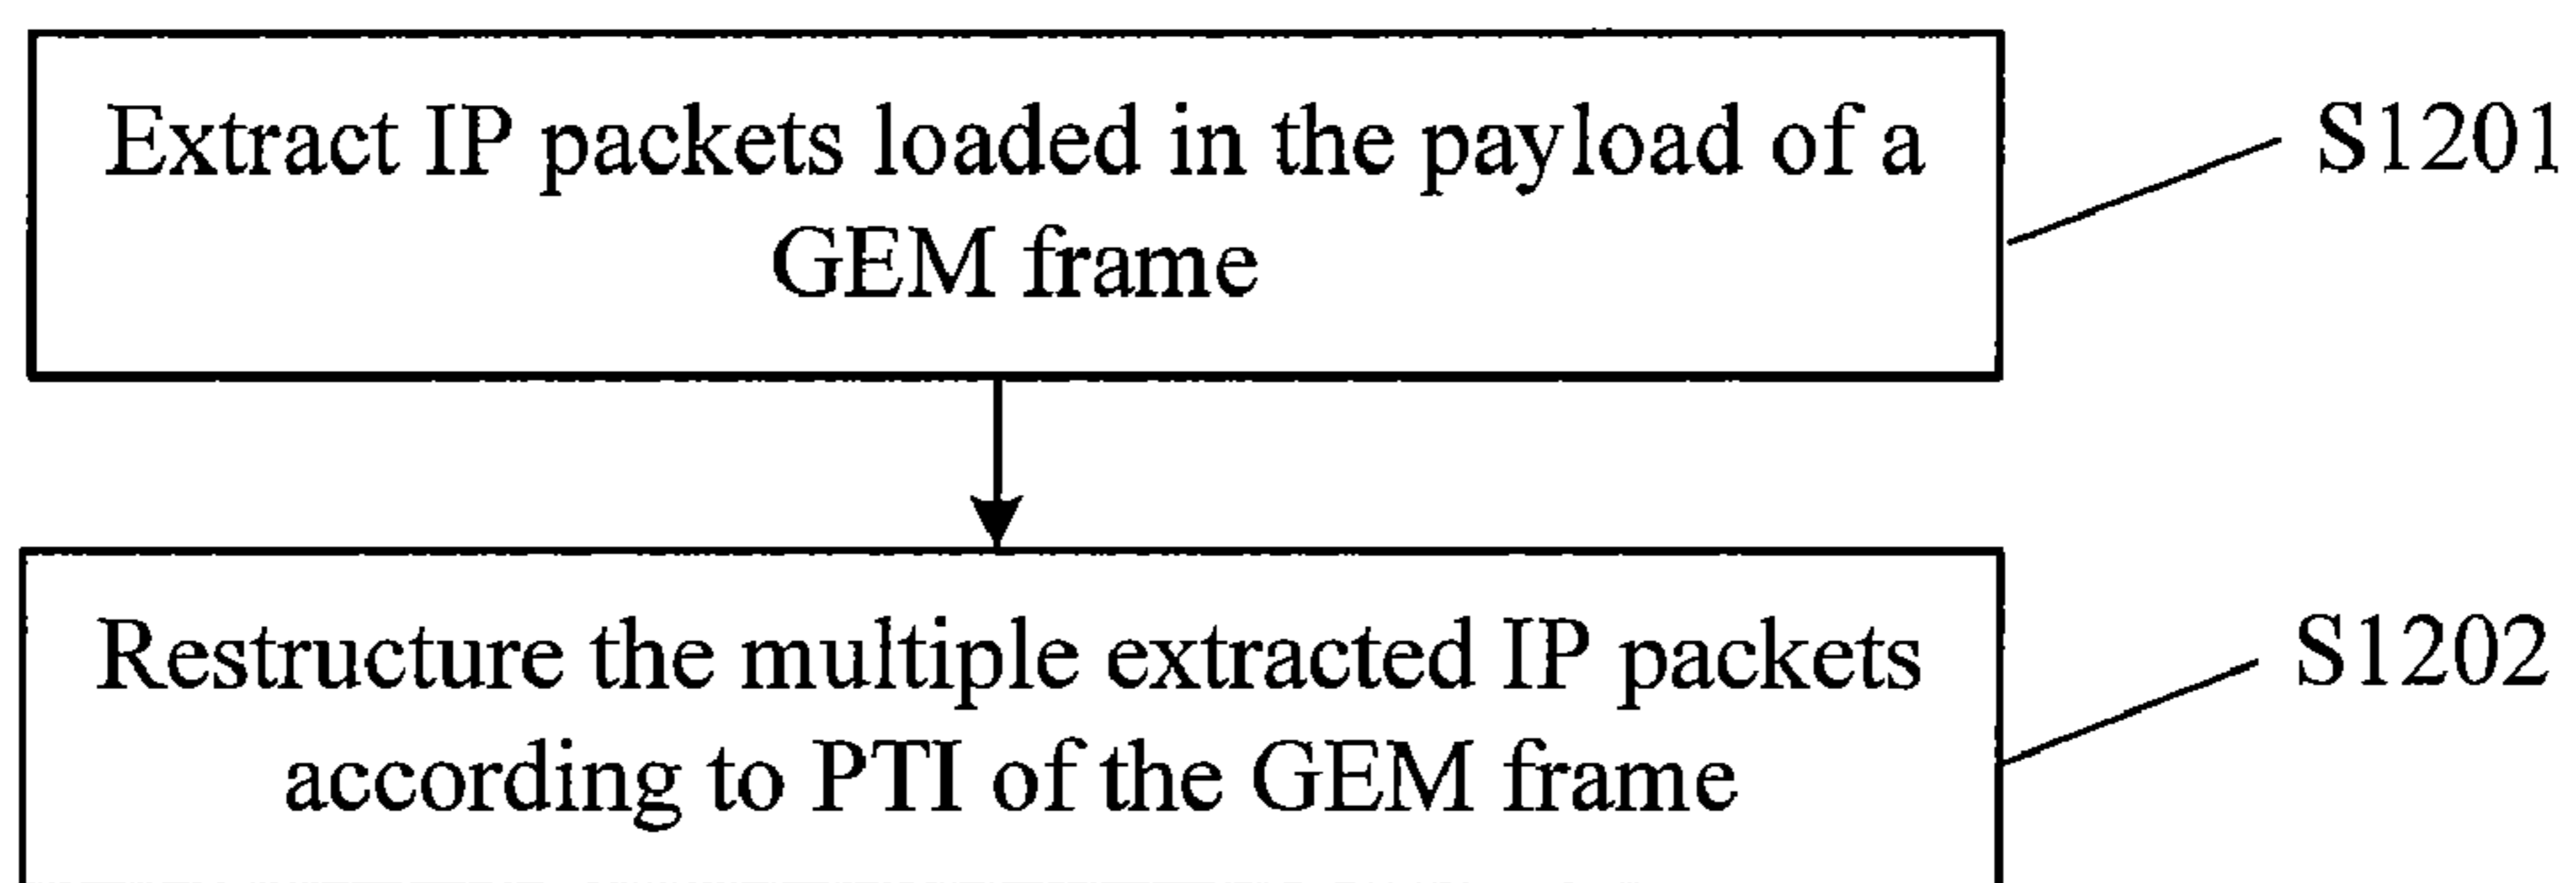 Extract IP packets loaded in the payload of a
GEM frame
S1201
Restructure the multiple extracted IP packets
according to PTI of the GEM frame
S1202